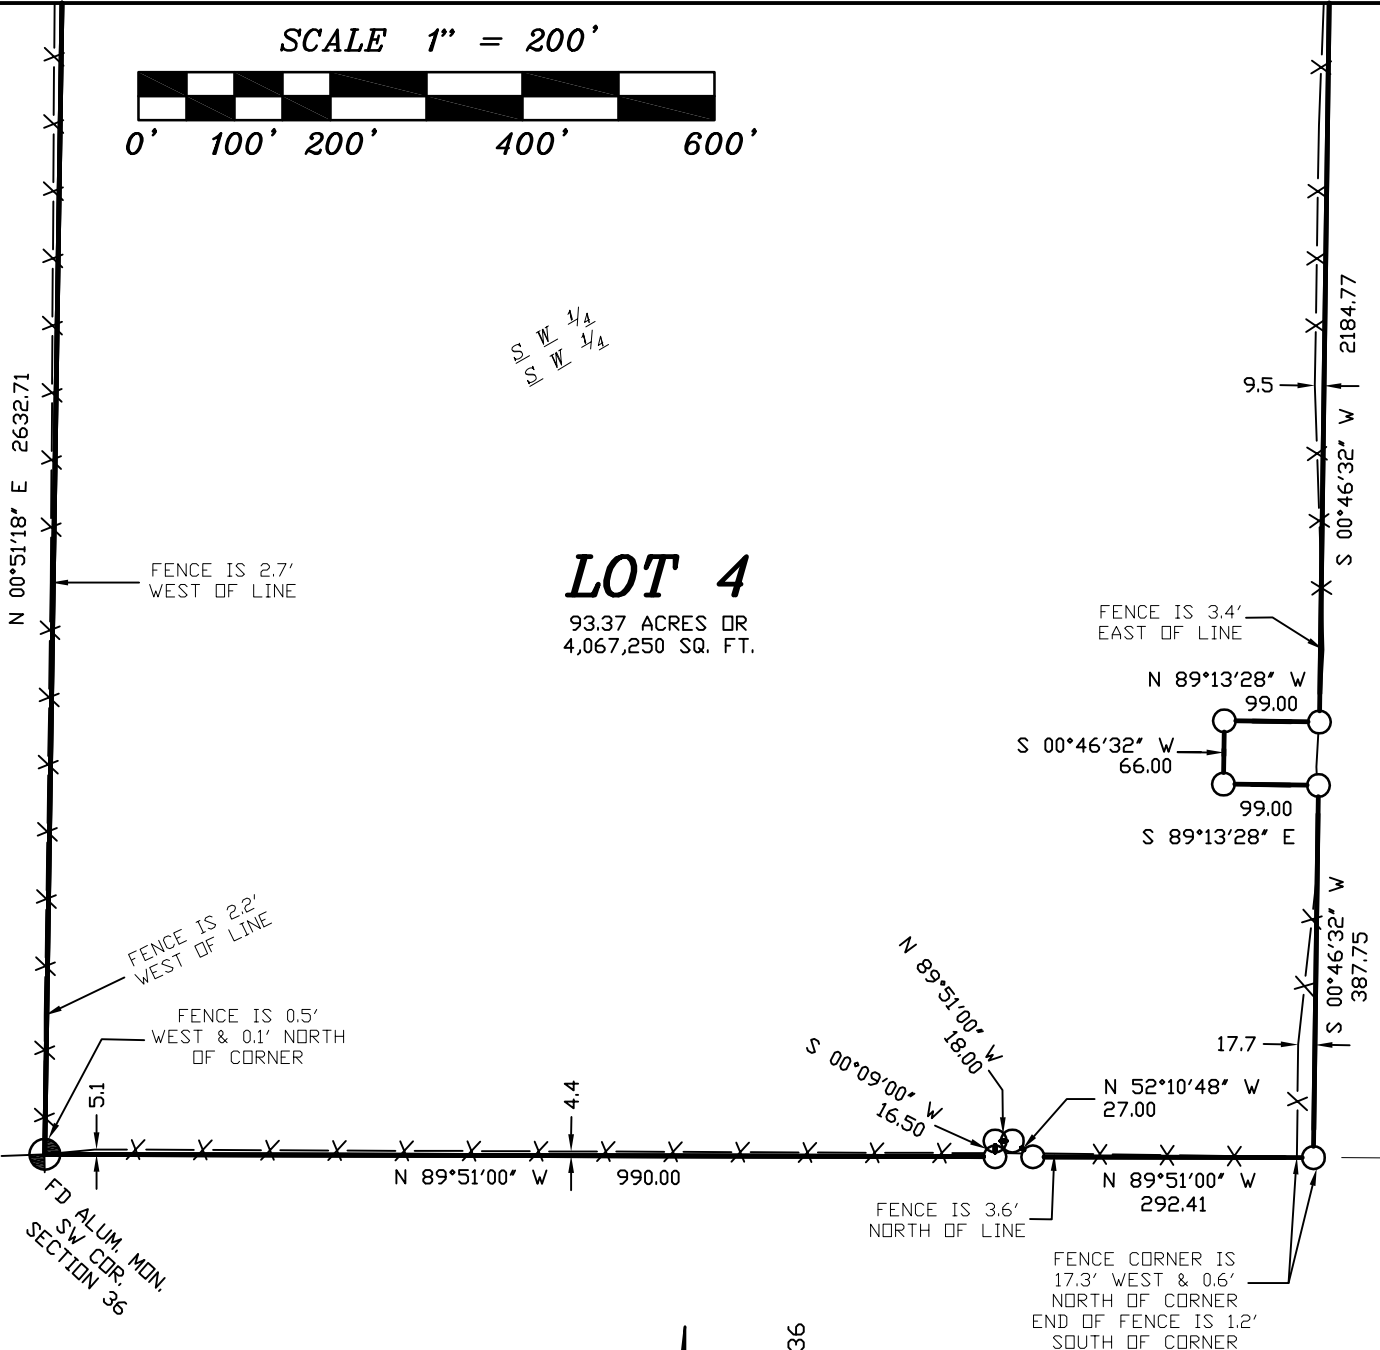 SCALE 1" = 200'
0' 100' 200' 400' 600'
S W 1/4
S W 1/4
N 00°51'18" E 2632.71
2184.77
S 00°46'32" W
9.5
FENCE IS 2.7'
WEST OF LINE
LOT 4
93.37 ACRES OR
4,067,250 SQ. FT.
FENCE IS 3.4'
EAST OF LINE
N 89°13'28" W
99.00
S 00°46'32" W
66.00
99.00
S 89°13'28" E
S 00°46'32" W
387.75
FENCE IS 2.2'
WEST OF LINE
FENCE IS 0.5'
WEST & 0.1' NORTH
OF CORNER
N 89°51'00" W
18.00
S 00°09'00" W
16.50
17.7
N 52°10'48" W
27.00
5.1
4.4
N 89°51'00" W 990.00
N 89°51'00" W
292.41
FD ALUM. MON.
SW COR.
SECTION 36
FENCE IS 3.6'
NORTH OF LINE
FENCE CORNER IS
17.3' WEST & 0.6'
NORTH OF CORNER
END OF FENCE IS 1.2'
SOUTH OF CORNER
36